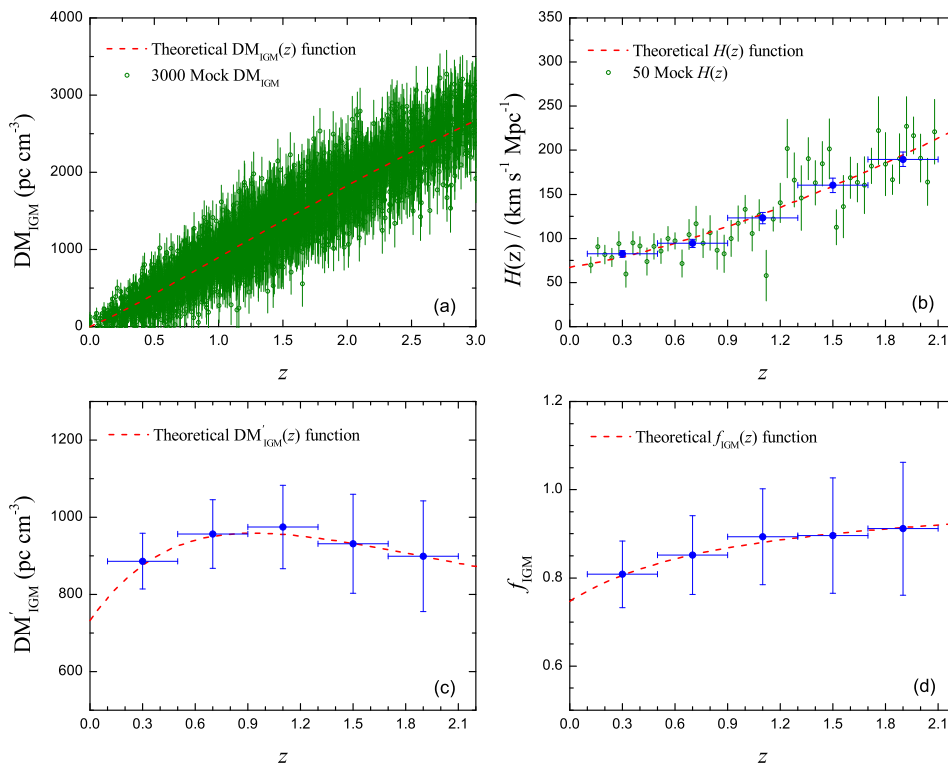 4000
3000
2000
1000
0
DM_IGM (pc cm^-3)
Theoretical DM_IGM(z) function
3000 Mock DM_IGM
(a)
0.0 0.5 1.0 1.5 2.0 2.5 3.0
z
350
300
250
200
150
100
50
0
H(z) / (km s^-1 Mpc^-1)
Theoretical H(z) function
50 Mock H(z)
(b)
0.0 0.3 0.6 0.9 1.2 1.5 1.8 2.1
z
1200
1000
800
600
DM'_IGM (pc cm^-3)
Theoretical DM'_IGM(z) function
(c)
0.0 0.3 0.6 0.9 1.2 1.5 1.8 2.1
z
1.2
1.0
0.8
0.6
f_IGM
Theoretical f_IGM(z) function
(d)
0.0 0.3 0.6 0.9 1.2 1.5 1.8 2.1
z